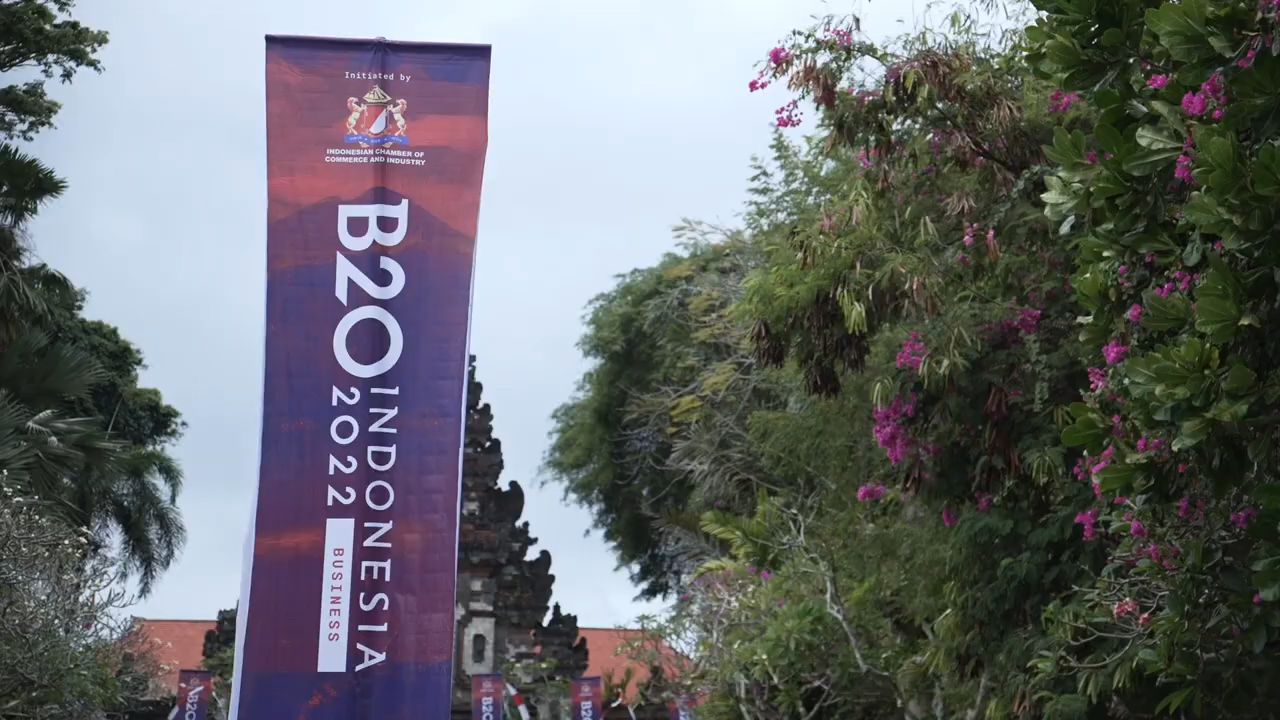 Initiated by
INDONESIAN CHAMBER OF
COMMERCE AND INDUSTRY
B20
INDONESIA
2022
BUSINESS